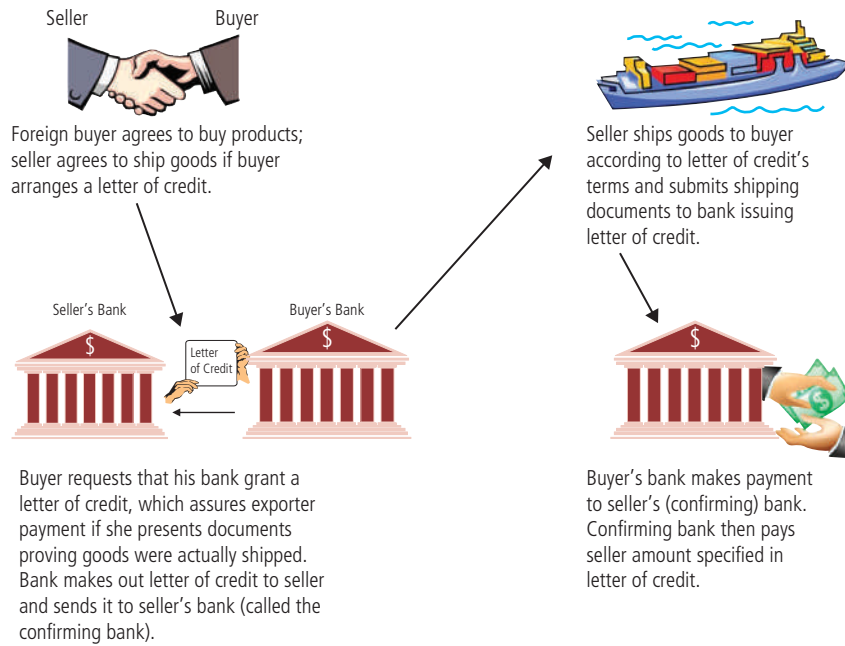 Seller
Buyer
Foreign buyer agrees to buy products;
seller agrees to ship goods if buyer
arranges a letter of credit.
Seller's Bank
Buyer's Bank
$
Letter
of Credit
$
Buyer requests that his bank grant a
letter of credit, which assures exporter
payment if she presents documents
proving goods were actually shipped.
Bank makes out letter of credit to seller
and sends it to seller's bank (called the
confirming bank).
Seller ships goods to buyer
according to letter of credit's
terms and submits shipping
documents to bank issuing
letter of credit.
$
$
Buyer's bank makes payment
to seller's (confirming) bank.
Confirming bank then pays
seller amount specified in
letter of credit.